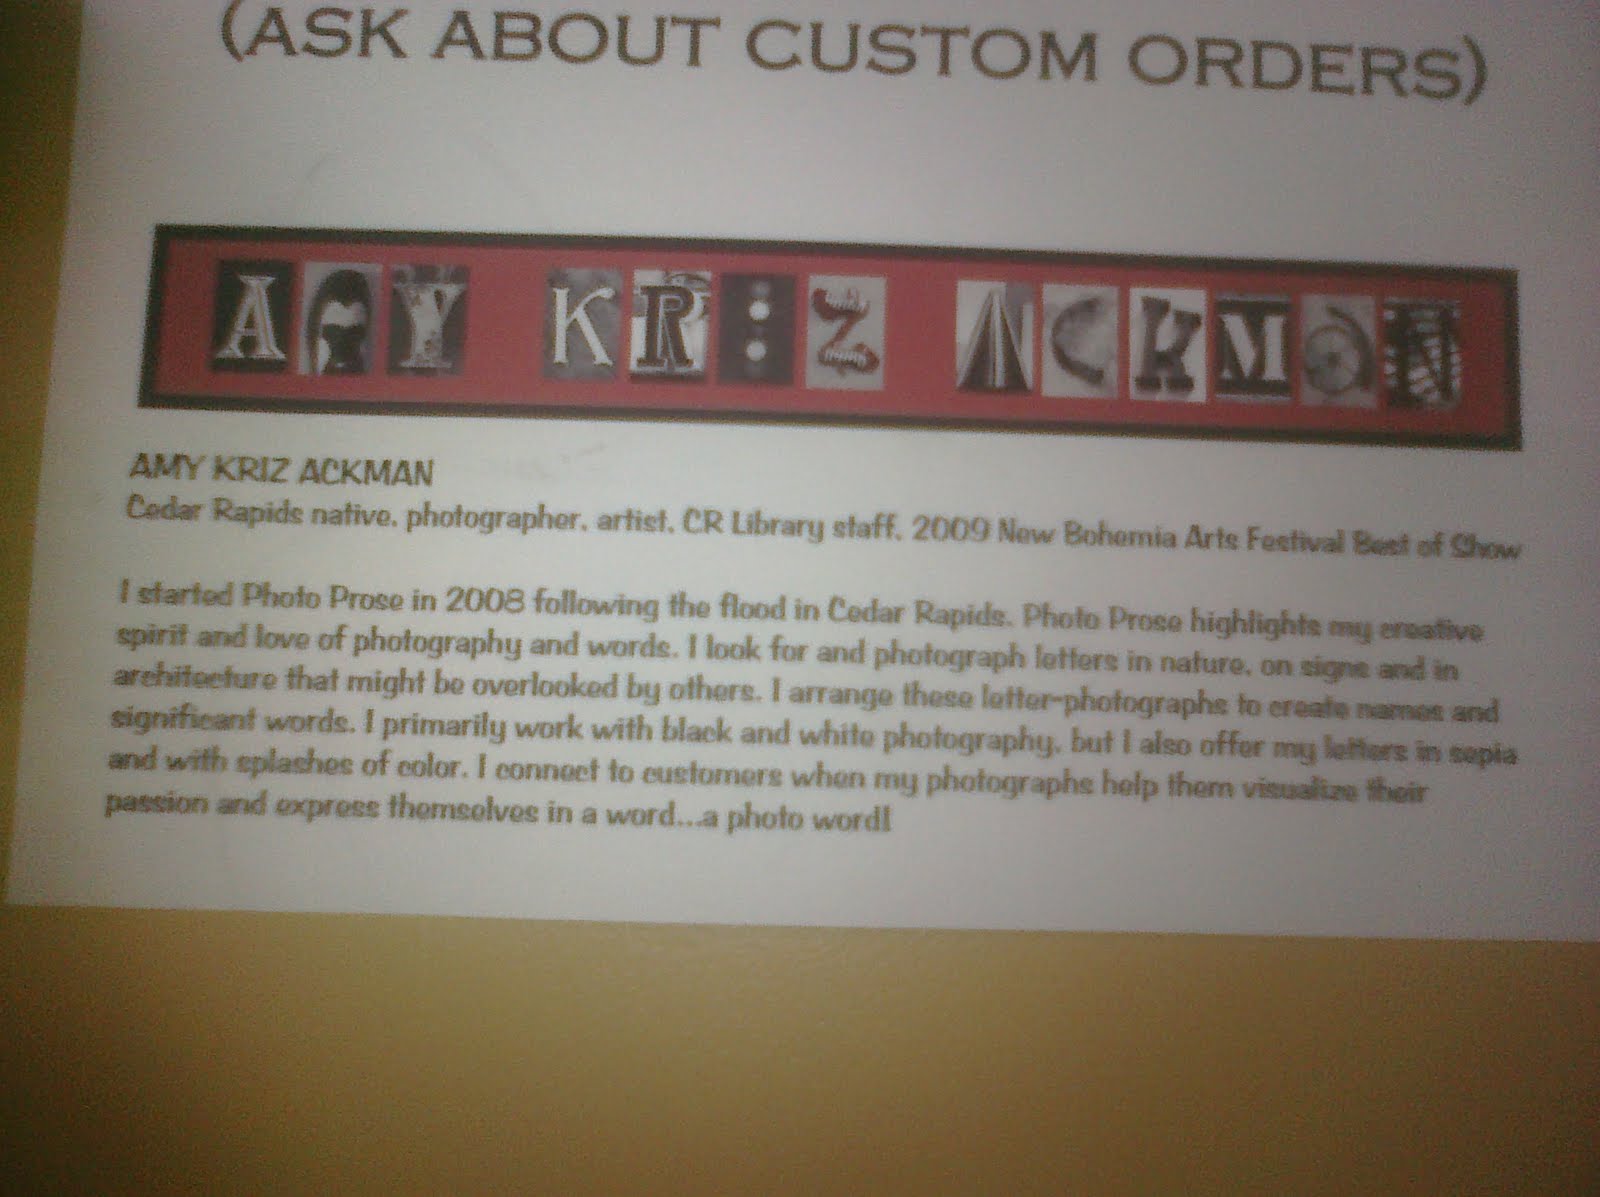 (ASK ABOUT CUSTOM ORDERS)
AMY KRIZ ACKMAN
AMY KRIZ ACKMAN
Cedar Rapids native, photographer, artist, CR Library staff, 2009 New Bohemia Arts Festival Best of Show
I started Photo Prose in 2008 following the flood in Cedar Rapids. Photo Prose highlights my creative
spirit and love of photography and words. I look for and photograph letters in nature, on signs and in
architecture that might be overlooked by others. I arrange these letter-photographs to create names and
significant words. I primarily work with black and white photography, but I also offer my letters in sepia
and with splashes of color. I connect to customers when my photographs help them visualize their
passion and express themselves in a word...a photo word!